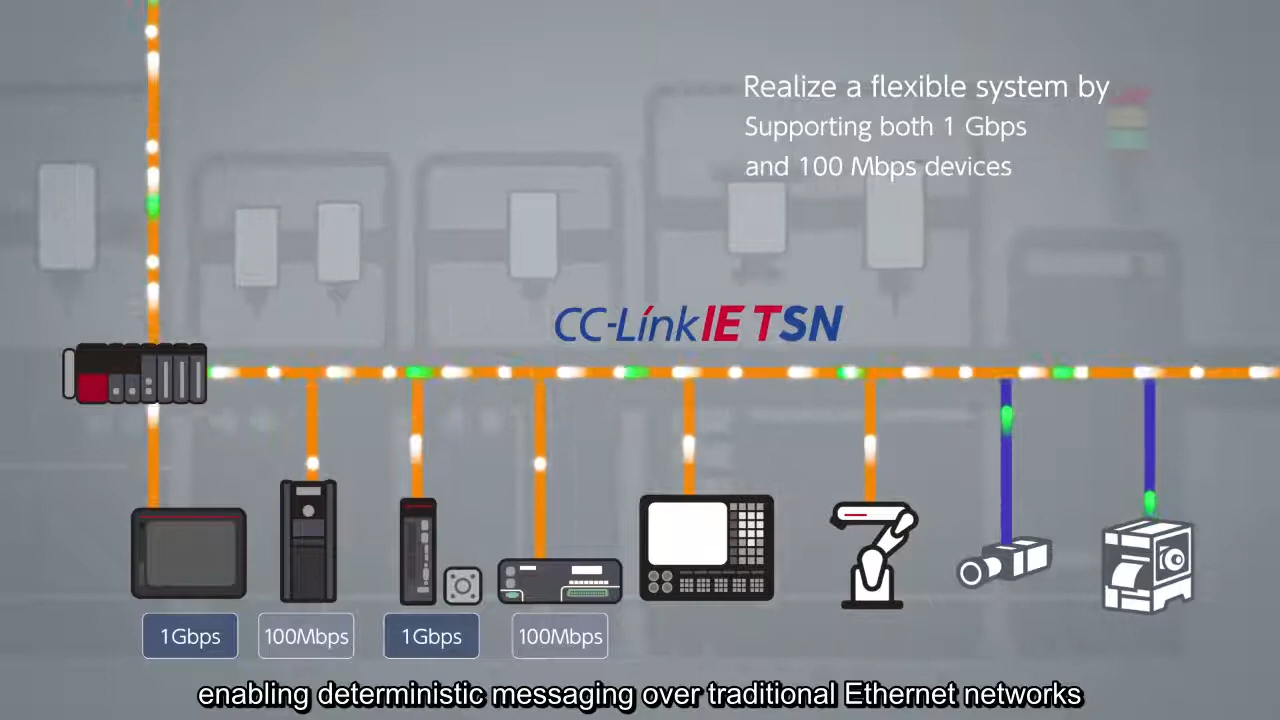 Realize a flexible system by
Supporting both 1 Gbps
and 100 Mbps devices
CC-Link IE TSN
1Gbps
100Mbps
1Gbps
100Mbps
enabling deterministic messaging over traditional Ethernet networks